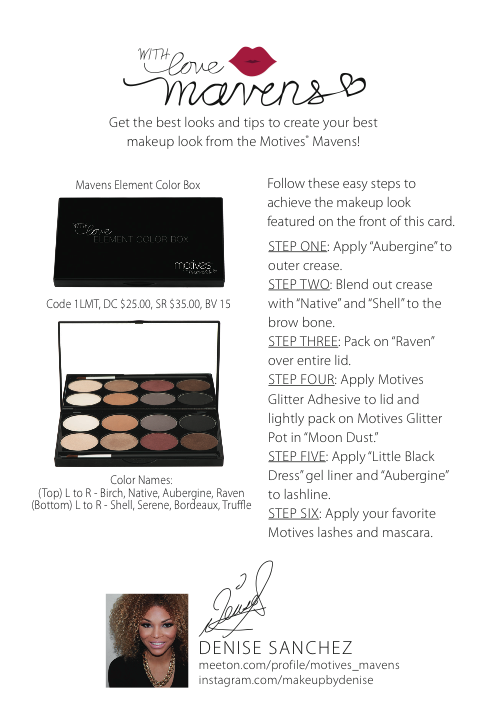 WITH love
mavens
Get the best looks and tips to create your best
makeup look from the Motives® Mavens!
Mavens Element Color Box
With Love
ELEMENT COLOR BOX
motives
Code 1LMT, DC $25.00, SR $35.00, BV 15
Color Names:
(Top) L to R - Birch, Native, Aubergine, Raven
(Bottom) L to R - Shell, Serene, Bordeaux, Truffle
Follow these easy steps to
achieve the makeup look
featured on the front of this card.
STEP ONE: Apply “Aubergine” to
outer crease.
STEP TWO: Blend out crease
with “Native” and “Shell” to the
brow bone.
STEP THREE: Pack on “Raven”
over entire lid.
STEP FOUR: Apply Motives
Glitter Adhesive to lid and
lightly pack on Motives Glitter
Pot in “Moon Dust.”
STEP FIVE: Apply “Little Black
Dress” gel liner and “Aubergine”
to lashline.
STEP SIX: Apply your favorite
Motives lashes and mascara.
Denise
DENISE SANCHEZ
meeton.com/profile/motives_mavens
instagram.com/makeupbydenise